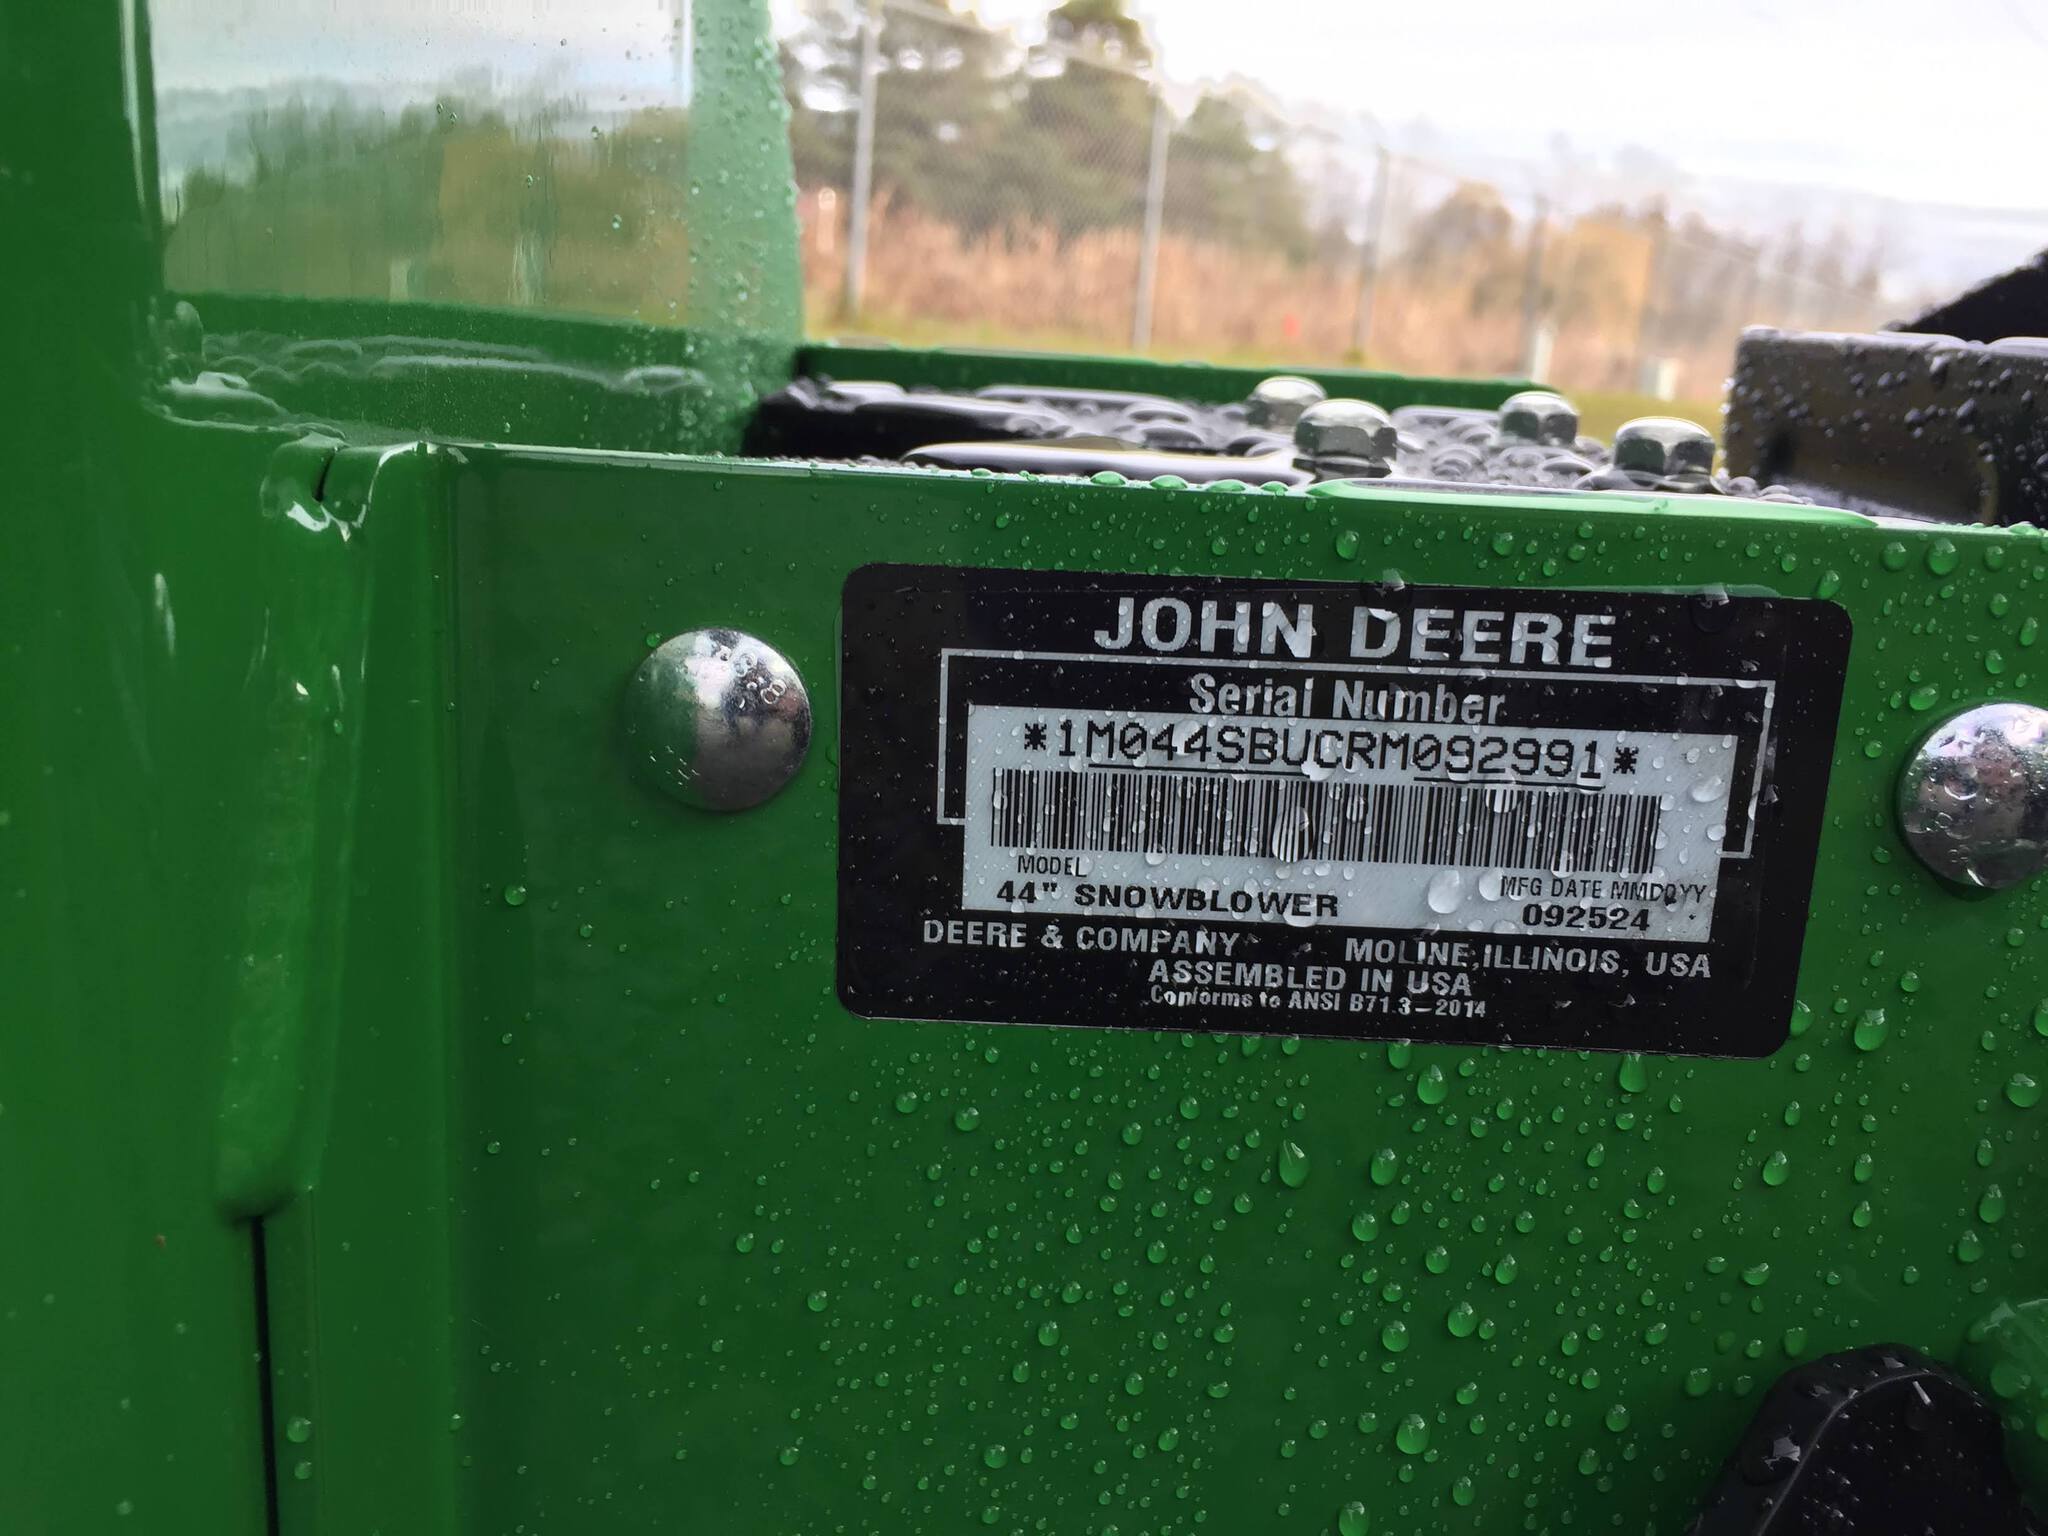 JOHN DEERE
Serial Number
*1M044SBUCRM092991*
MODEL
44" SNOWBLOWER
MFG DATE MMDDYY
092524
DEERE & COMPANY MOLINE, ILLINOIS, USA
ASSEMBLED IN USA
Conforms to ANSI B71.3-2014